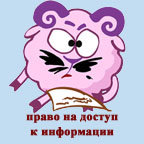 право на доступ
к информации